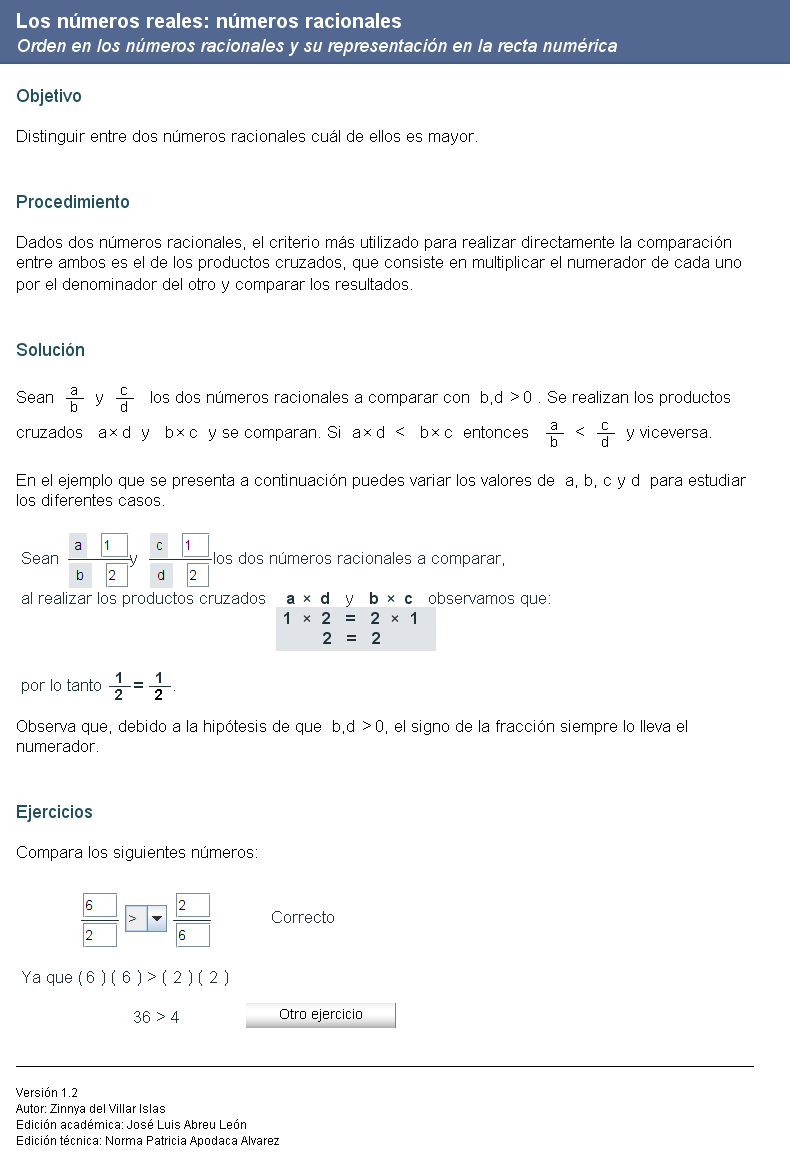 Los números reales: números racionales
Orden en los números racionales y su representación en la recta numérica
Objetivo
Distinguir entre dos números racionales cuál de ellos es mayor.
Procedimiento
Dados dos números racionales, el criterio más utilizado para realizar directamente la comparación
entre ambos es el de los productos cruzados, que consiste en multiplicar el numerador de cada uno
por el denominador del otro y comparar los resultados.
Solución
Sean a/b y c/d los dos números racionales a comparar con b,d > 0 . Se realizan los productos
cruzados a × d y b × c y se comparan. Si a × d < b × c entonces a/b < c/d y viceversa.
En el ejemplo que se presenta a continuación puedes variar los valores de a, b, c y d para estudiar
los diferentes casos.
a 1 c 1
Sean y los dos números racionales a comparar,
b 2 d 2
al realizar los productos cruzados a × d y b × c observamos que:
1 × 2 = 2 × 1
2 = 2
por lo tanto 1/2 = 1/2 .
Observa que, debido a la hipótesis de que b,d > 0, el signo de la fracción siempre lo lleva el
numerador.
Ejercicios
Compara los siguientes números:
6 2
> Correcto
2 6
Ya que ( 6 ) ( 6 ) > ( 2 ) ( 2 )
36 > 4 Otro ejercicio
Versión 1.2
Autor: Zinnya del Villar Islas
Edición académica: José Luis Abreu León
Edición técnica: Norma Patricia Apodaca Alvarez